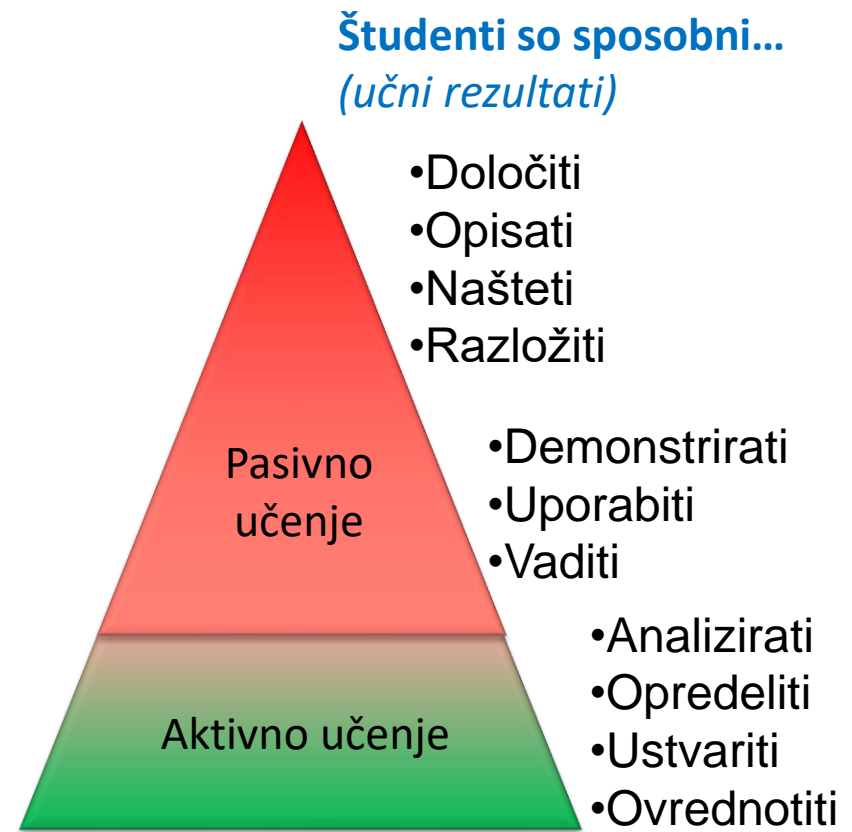 Študenti so sposobni...
(učni rezultati)
•Določiti
•Opisati
•Našteti
•Razložiti
Pasivno
učenje
•Demonstrirati
•Uporabiti
•Vaditi
Aktivno učenje
•Analizirati
•Opredeliti
•Ustvariti
•Ovrednotiti